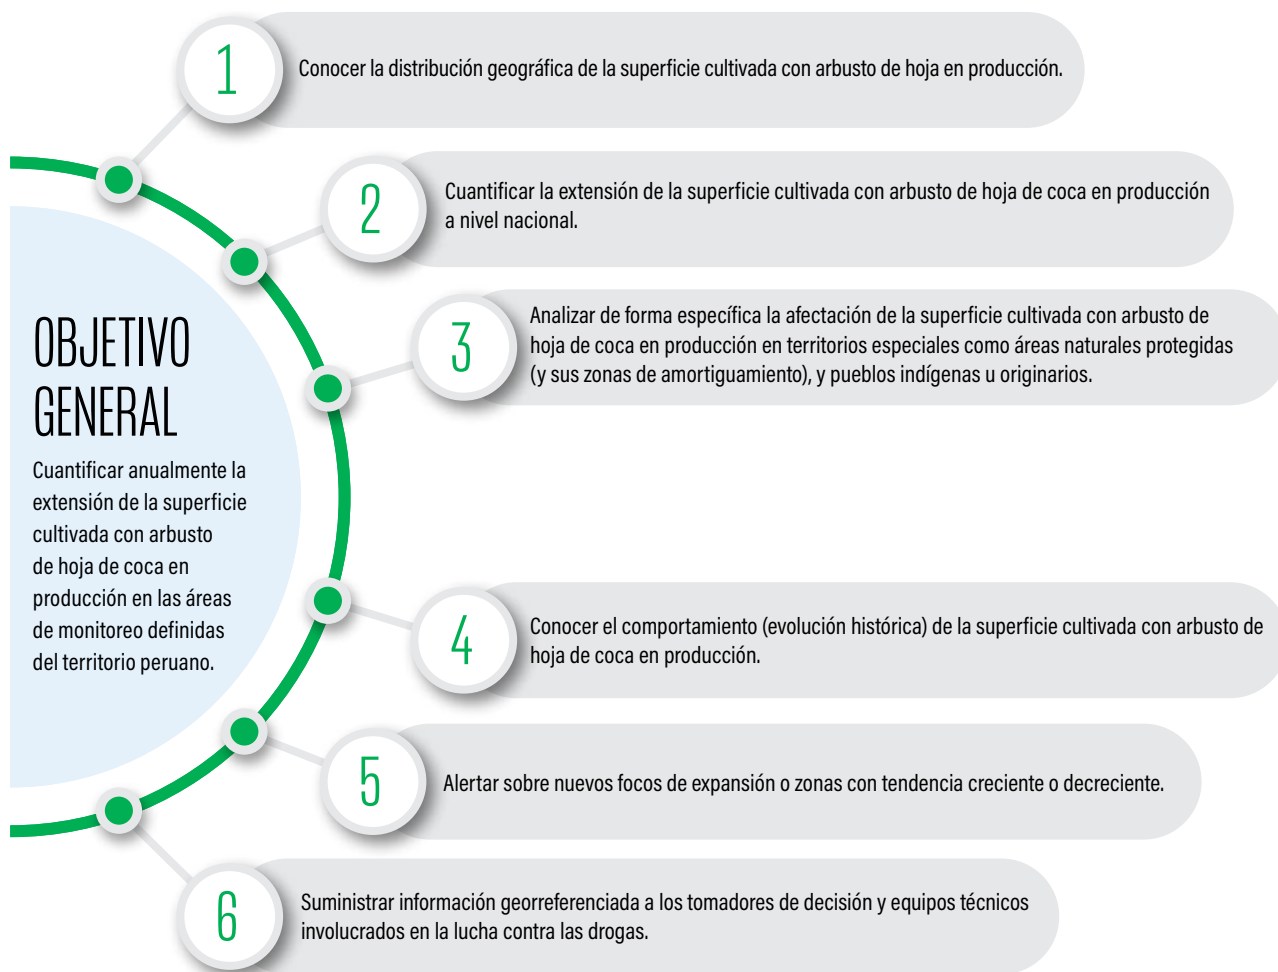 OBJETIVO
GENERAL
Cuantificar anualmente la
extensión de la superficie
cultivada con arbusto
de hoja de coca en
producción en las áreas
de monitoreo definidas
del territorio peruano.
1
Conocer la distribución geográfica de la superficie cultivada con arbusto de hoja en producción.
2
Cuantificar la extensión de la superficie cultivada con arbusto de hoja de coca en producción
a nivel nacional.
3
Analizar de forma específica la afectación de la superficie cultivada con arbusto de
hoja de coca en producción en territorios especiales como áreas naturales protegidas
(y sus zonas de amortiguamiento), y pueblos indígenas u originarios.
4
Conocer el comportamiento (evolución histórica) de la superficie cultivada con arbusto de
hoja de coca en producción.
5
Alertar sobre nuevos focos de expansión o zonas con tendencia creciente o decreciente.
6
Suministrar información georreferenciada a los tomadores de decisión y equipos técnicos
involucrados en la lucha contra las drogas.